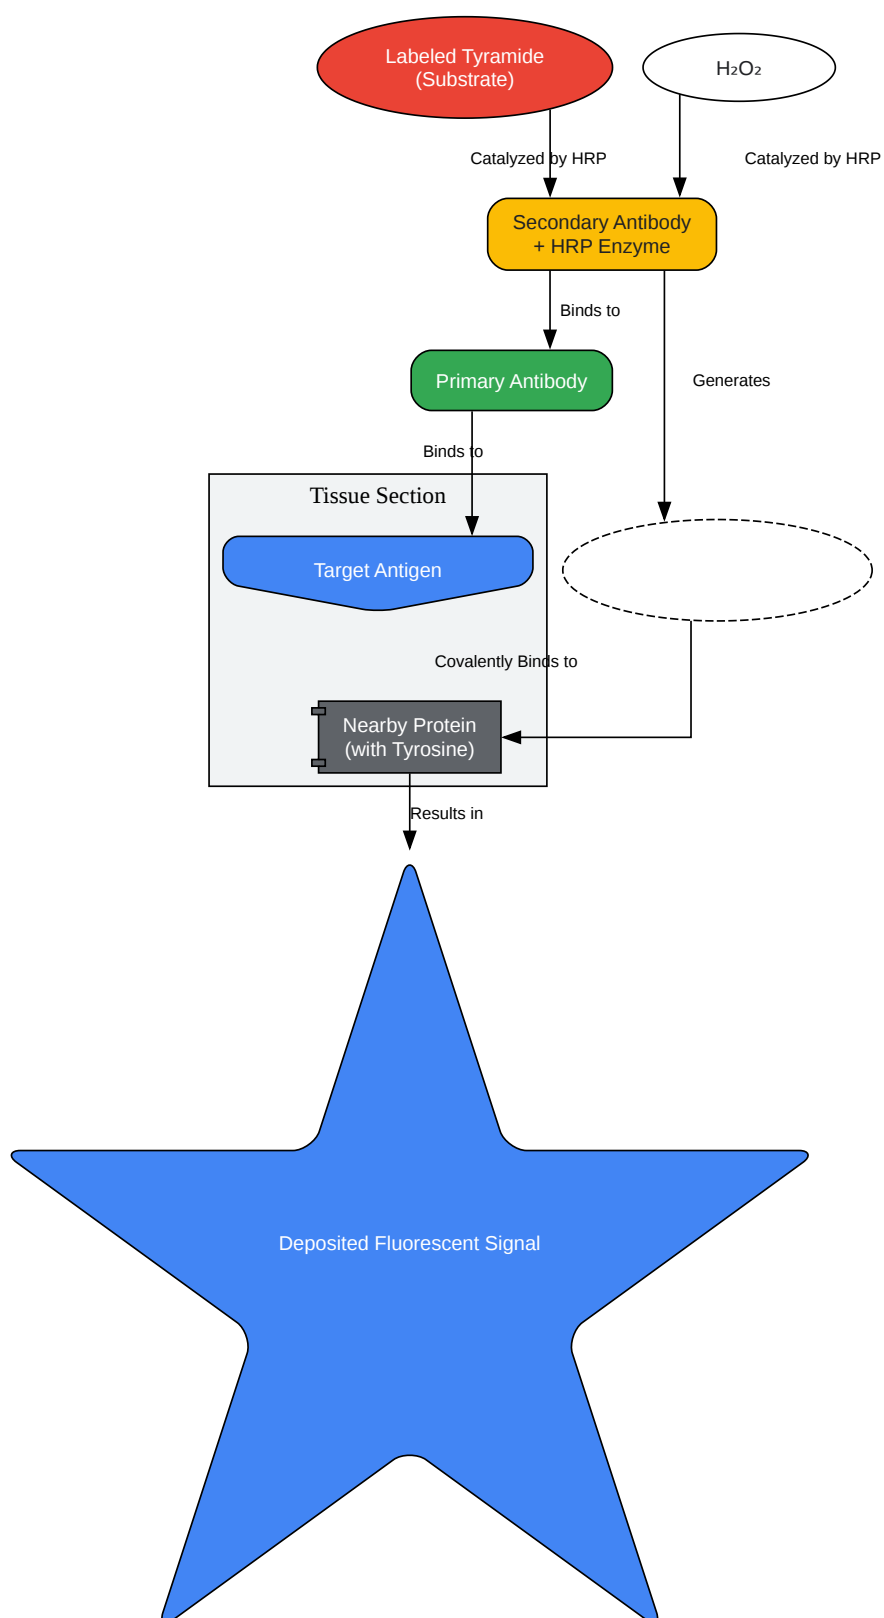 Labeled Tyramide
(Substrate)
H₂O₂
Catalyzed by HRP
Catalyzed by HRP
Secondary Antibody
+ HRP Enzyme
Binds to
Primary Antibody
Generates
Binds to
Tissue Section
Target Antigen
Covalently Binds to
Nearby Protein
(with Tyrosine)
Results in
Deposited Fluorescent Signal